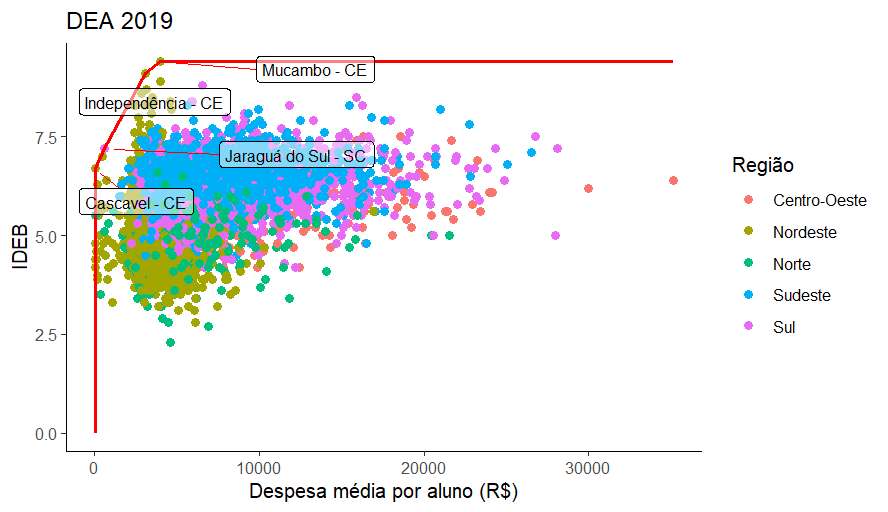 DEA 2019
Mucambo - CE
Independência - CE
Jaraguá do Sul - SC
Cascavel - CE
IDEB
7.5
5.0
2.5
0.0
0
10000
20000
30000
Despesa média por aluno (R$)
Região
Centro-Oeste
Nordeste
Norte
Sudeste
Sul